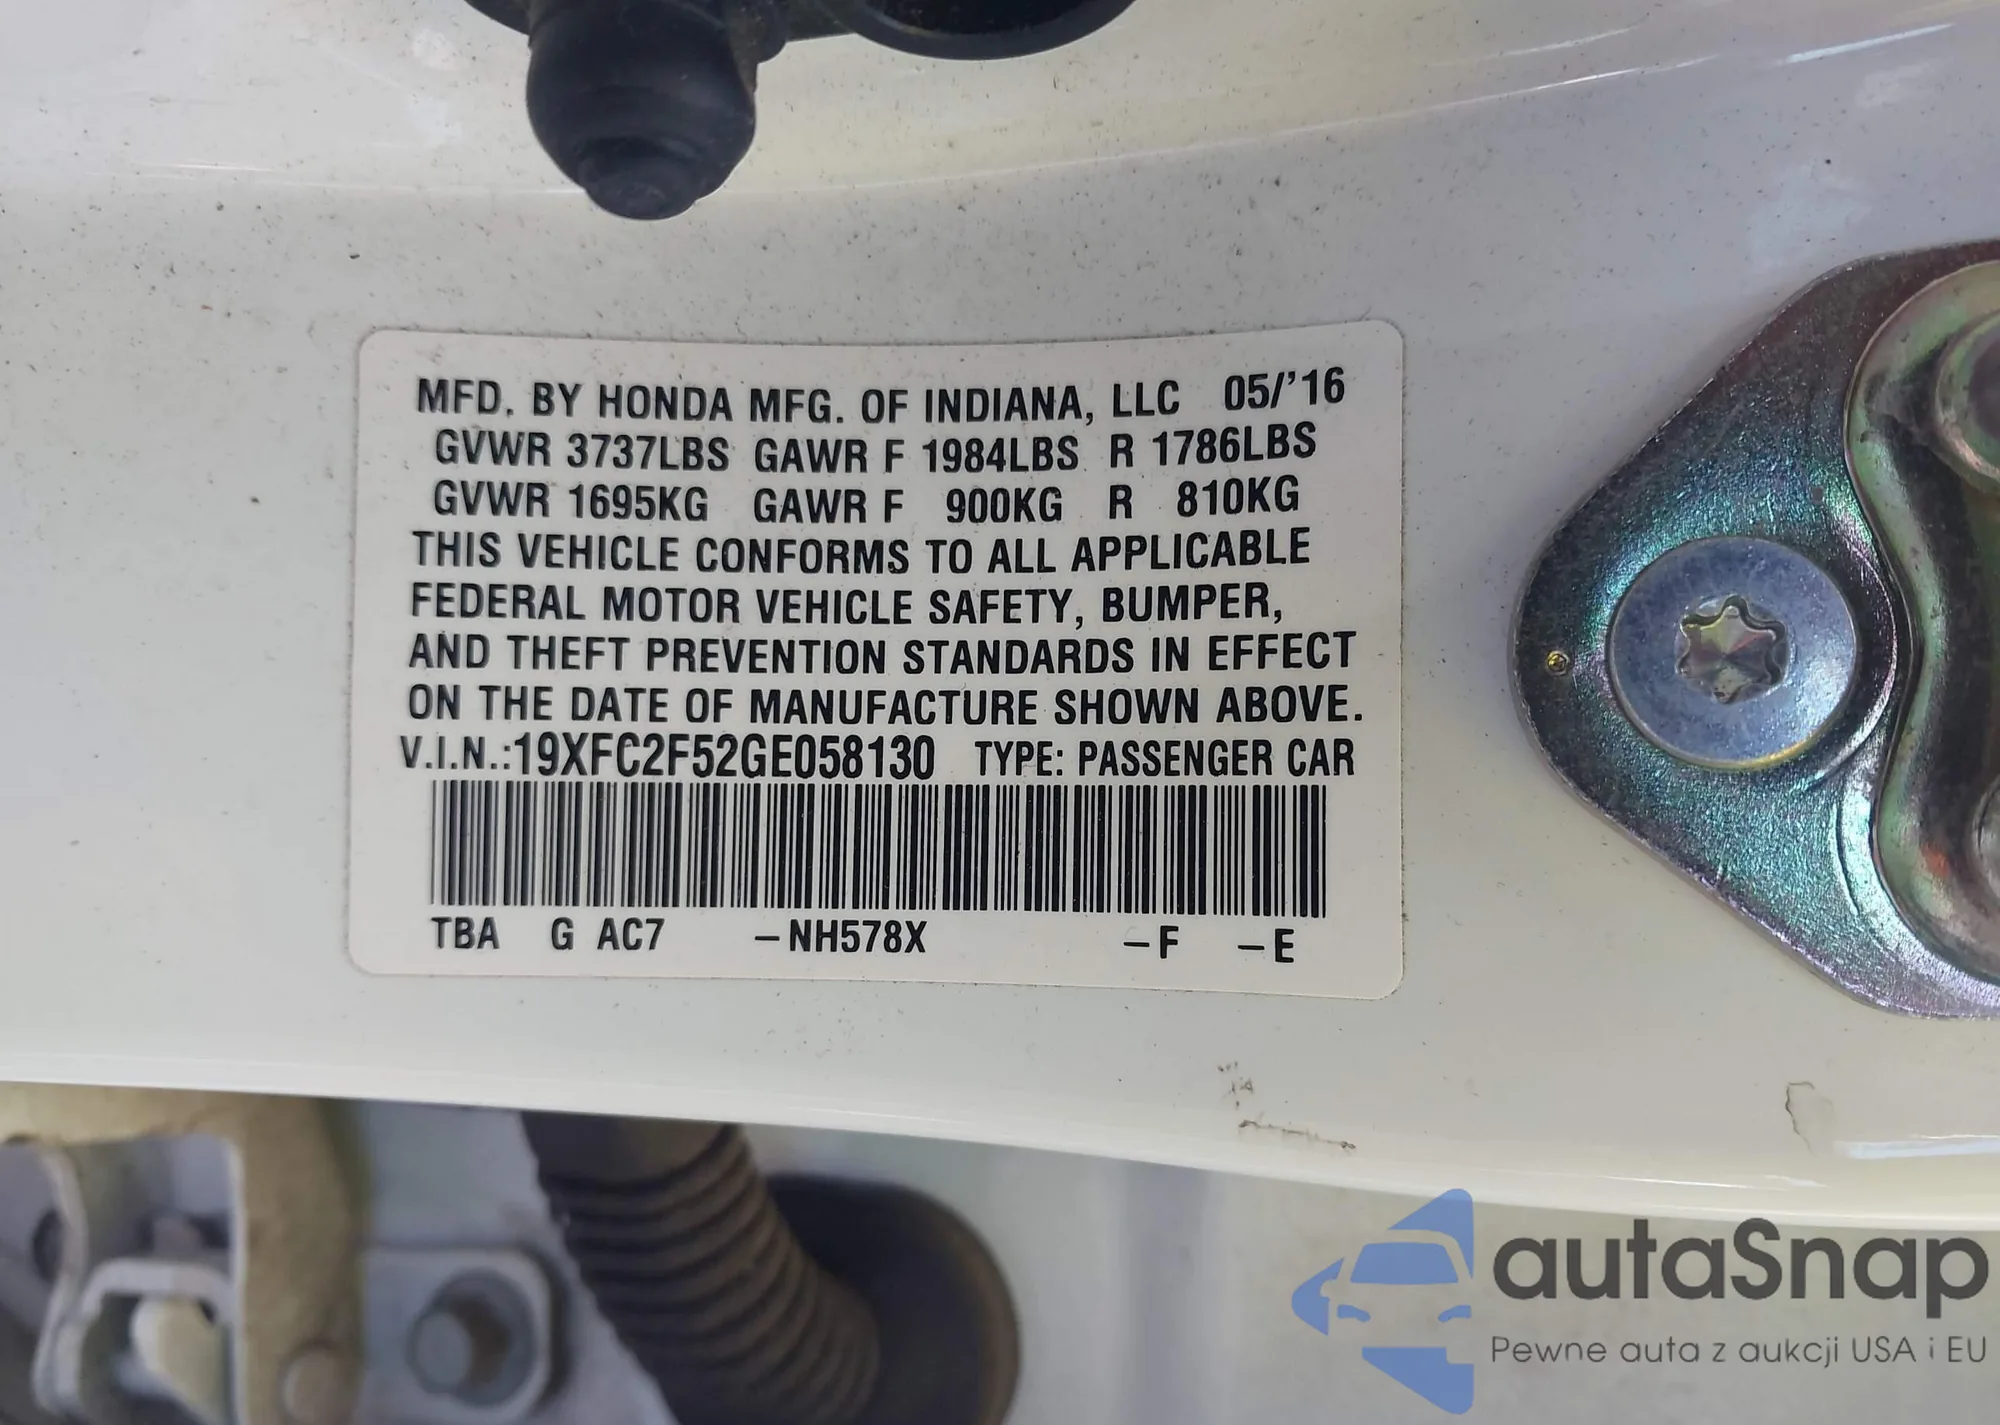 MFD. BY HONDA MFG. OF INDIANA, LLC 05/'16
GVWR 3737LBS GAWR F 1984LBS R 1786LBS
GVWR 1695KG GAWR F 900KG R 810KG
THIS VEHICLE CONFORMS TO ALL APPLICABLE
FEDERAL MOTOR VEHICLE SAFETY, BUMPER,
AND THEFT PREVENTION STANDARDS IN EFFECT
ON THE DATE OF MANUFACTURE SHOWN ABOVE.
V.I.N.:19XFC2F52GE058130 TYPE: PASSENGER CAR
TBA G AC7 –NH578X –F –E
autaSnap
Pewne auta z aukcji USA i EU